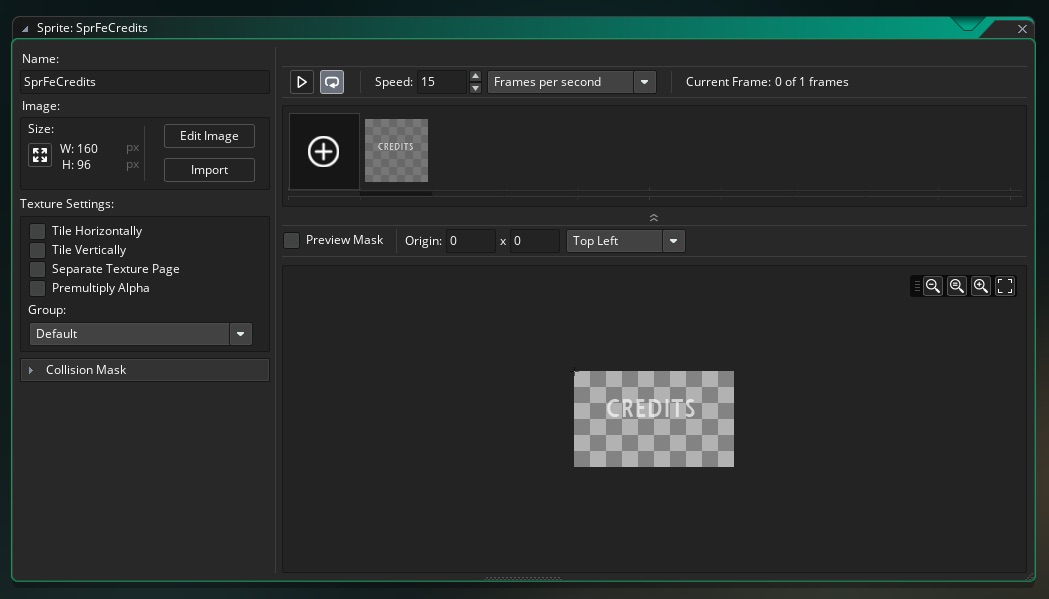 Sprite: SprFeCredits
Name:
SprFeCredits
Image:
Size:
W: 160 px
H: 96 px
Edit Image
Import
Texture Settings:
Tile Horizontally
Tile Vertically
Separate Texture Page
Premultiply Alpha
Group:
Default
Collision Mask
Speed: 15 Frames per second Current Frame: 0 of 1 frames
CREDITS
Preview Mask Origin: 0 x 0 Top Left
CREDITS